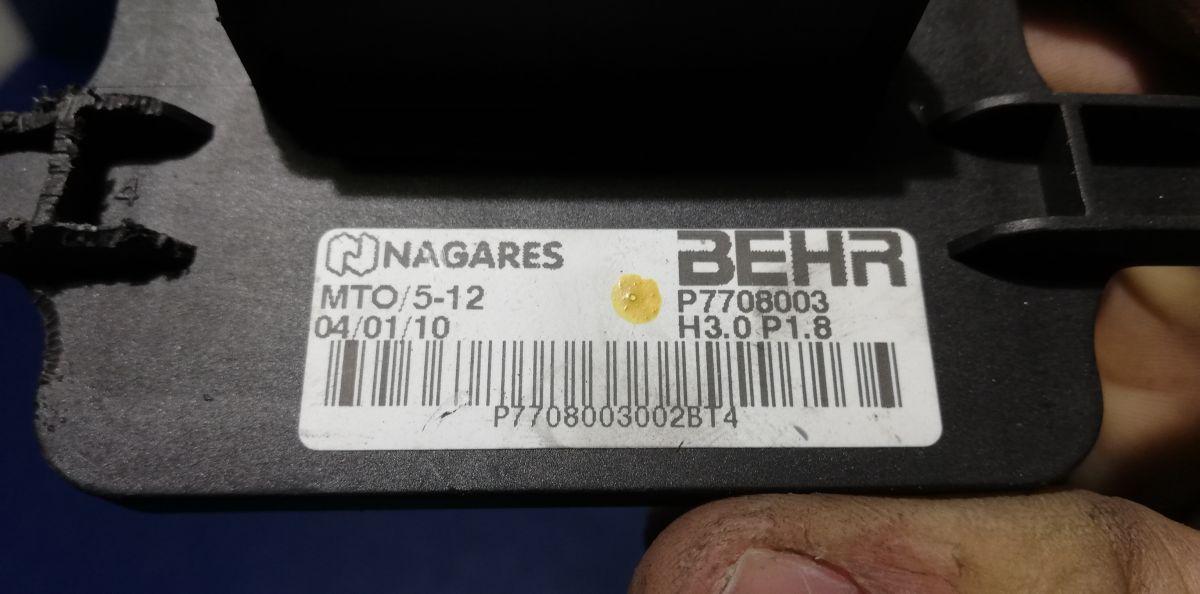 NAGARES
BEHR
MTO/5-12
P7708003
04/01/10
H3.0 P1.8
P7708003002BT4